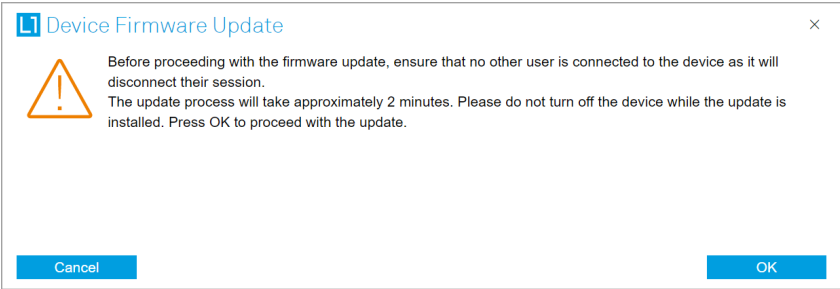 L1 Device Firmware Update
Before proceeding with the firmware update, ensure that no other user is connected to the device as it will
disconnect their session.
The update process will take approximately 2 minutes. Please do not turn off the device while the update is
installed. Press OK to proceed with the update.
Cancel
OK